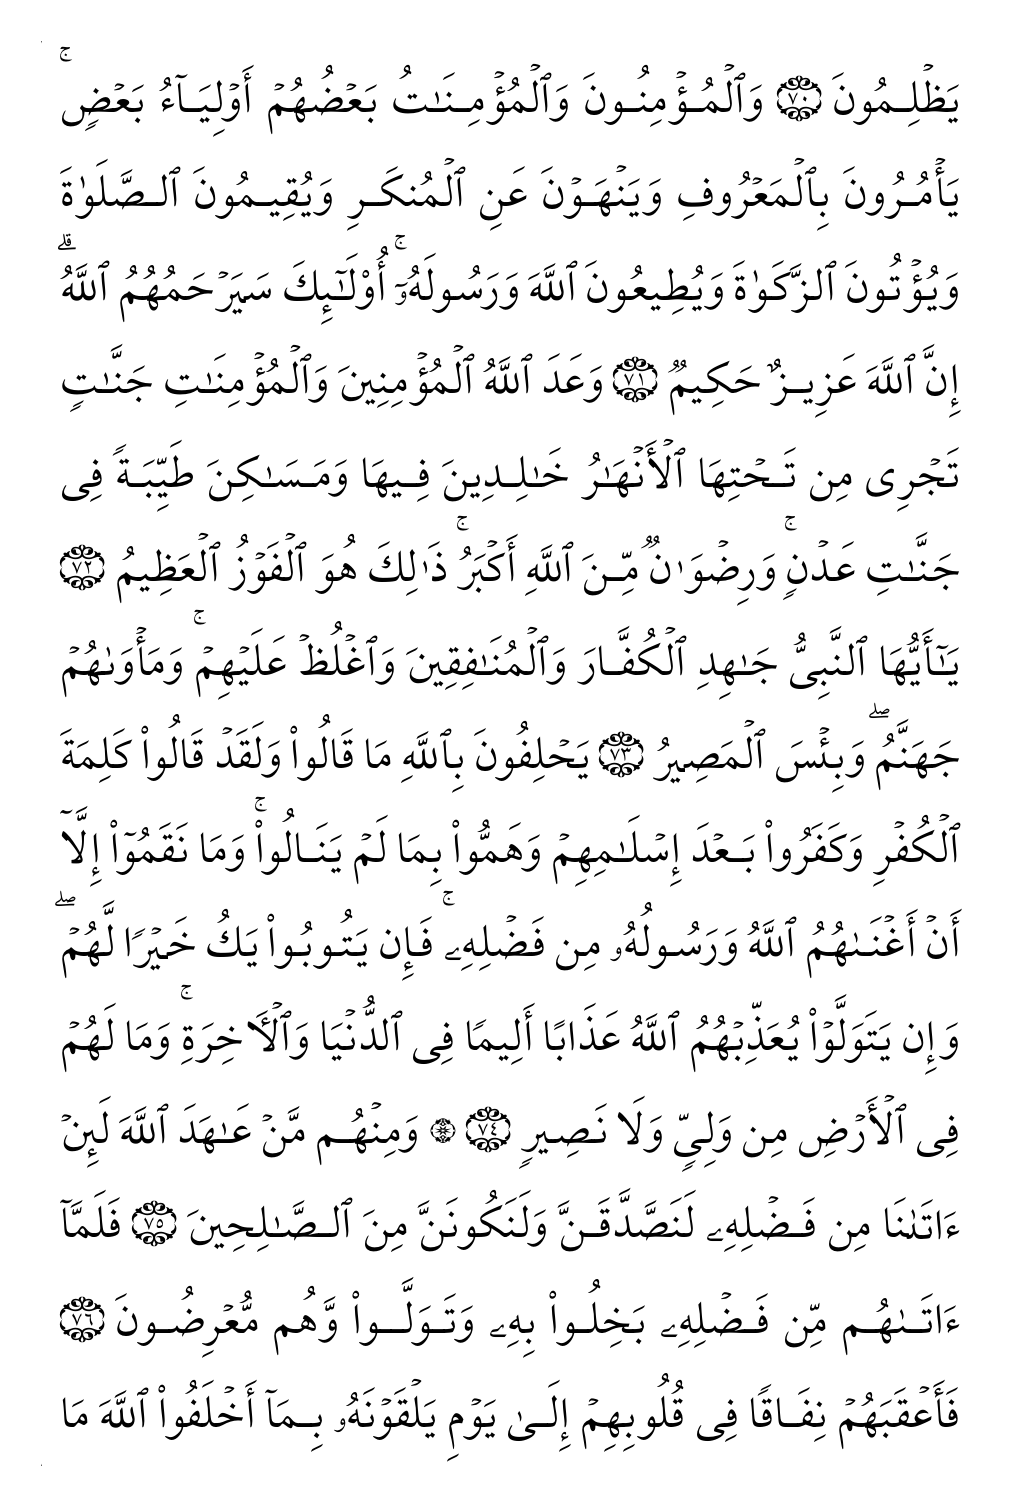 يَظۡلِمُونَ ٧٠ وَٱلۡمُؤۡمِنُونَ وَٱلۡمُؤۡمِنَٰتُ بَعۡضُهُمۡ أَوۡلِيَآءُ بَعۡضٖۚ
يَأۡمُرُونَ بِٱلۡمَعۡرُوفِ وَيَنۡهَوۡنَ عَنِ ٱلۡمُنكَرِ وَيُقِيمُونَ ٱلصَّلَوٰةَ
وَيُؤۡتُونَ ٱلزَّكَوٰةَ وَيُطِيعُونَ ٱللَّهَ وَرَسُولَهُۥٓۚ أُوْلَٰٓئِكَ سَيَرۡحَمُهُمُ ٱللَّهُۗ
إِنَّ ٱللَّهَ عَزِيزٌ حَكِيمٞ ٧١ وَعَدَ ٱللَّهُ ٱلۡمُؤۡمِنِينَ وَٱلۡمُؤۡمِنَٰتِ جَنَّٰتٖ
تَجۡرِي مِن تَحۡتِهَا ٱلۡأَنۡهَٰرُ خَٰلِدِينَ فِيهَا وَمَسَٰكِنَ طَيِّبَةٗ فِي
جَنَّٰتِ عَدۡنٖۚ وَرِضۡوَٰنٞ مِّنَ ٱللَّهِ أَكۡبَرُۚ ذَٰلِكَ هُوَ ٱلۡفَوۡزُ ٱلۡعَظِيمُ ٧٢
يَٰٓأَيُّهَا ٱلنَّبِيُّ جَٰهِدِ ٱلۡكُفَّارَ وَٱلۡمُنَٰفِقِينَ وَٱغۡلُظۡ عَلَيۡهِمۡۚ وَمَأۡوَىٰهُمۡ
جَهَنَّمُۖ وَبِئۡسَ ٱلۡمَصِيرُ ٧٣ يَحۡلِفُونَ بِٱللَّهِ مَا قَالُواْ وَلَقَدۡ قَالُواْ كَلِمَةَ
ٱلۡكُفۡرِ وَكَفَرُواْ بَعۡدَ إِسۡلَٰمِهِمۡ وَهَمُّواْ بِمَا لَمۡ يَنَالُواْۚ وَمَا نَقَمُوٓاْ إِلَّآ
أَنۡ أَغۡنَىٰهُمُ ٱللَّهُ وَرَسُولُهُۥ مِن فَضۡلِهِۦۚ فَإِن يَتُوبُواْ يَكُ خَيۡرٗا لَّهُمۡۖ
وَإِن يَتَوَلَّوۡاْ يُعَذِّبۡهُمُ ٱللَّهُ عَذَابًا أَلِيمٗا فِي ٱلدُّنۡيَا وَٱلۡأٓخِرَةِۚ وَمَا لَهُمۡ
فِي ٱلۡأَرۡضِ مِن وَلِيّٖ وَلَا نَصِيرٖ ٧٤ ۞ وَمِنۡهُم مَّنۡ عَٰهَدَ ٱللَّهَ لَئِنۡ
ءَاتَىٰنَا مِن فَضۡلِهِۦ لَنَصَّدَّقَنَّ وَلَنَكُونَنَّ مِنَ ٱلصَّٰلِحِينَ ٧٥ فَلَمَّآ
ءَاتَىٰهُم مِّن فَضۡلِهِۦ بَخِلُواْ بِهِۦ وَتَوَلَّواْ وَّهُم مُّعۡرِضُونَ ٧٦
فَأَعۡقَبَهُمۡ نِفَاقٗا فِي قُلُوبِهِمۡ إِلَىٰ يَوۡمِ يَلۡقَوۡنَهُۥ بِمَآ أَخۡلَفُواْ ٱللَّهَ مَا